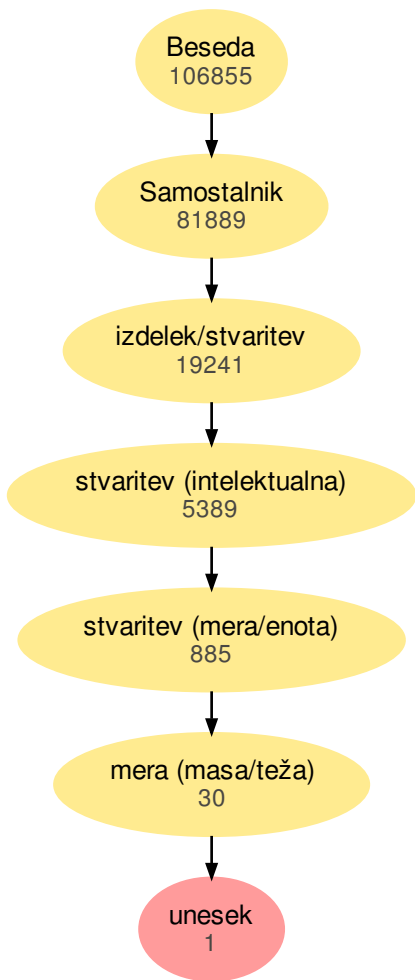 Beseda
106855
Samostalnik
81889
izdelek/stvaritev
19241
stvaritev (intelektualna)
5389
stvaritev (mera/enota)
885
mera (masa/teža)
30
unesek
1